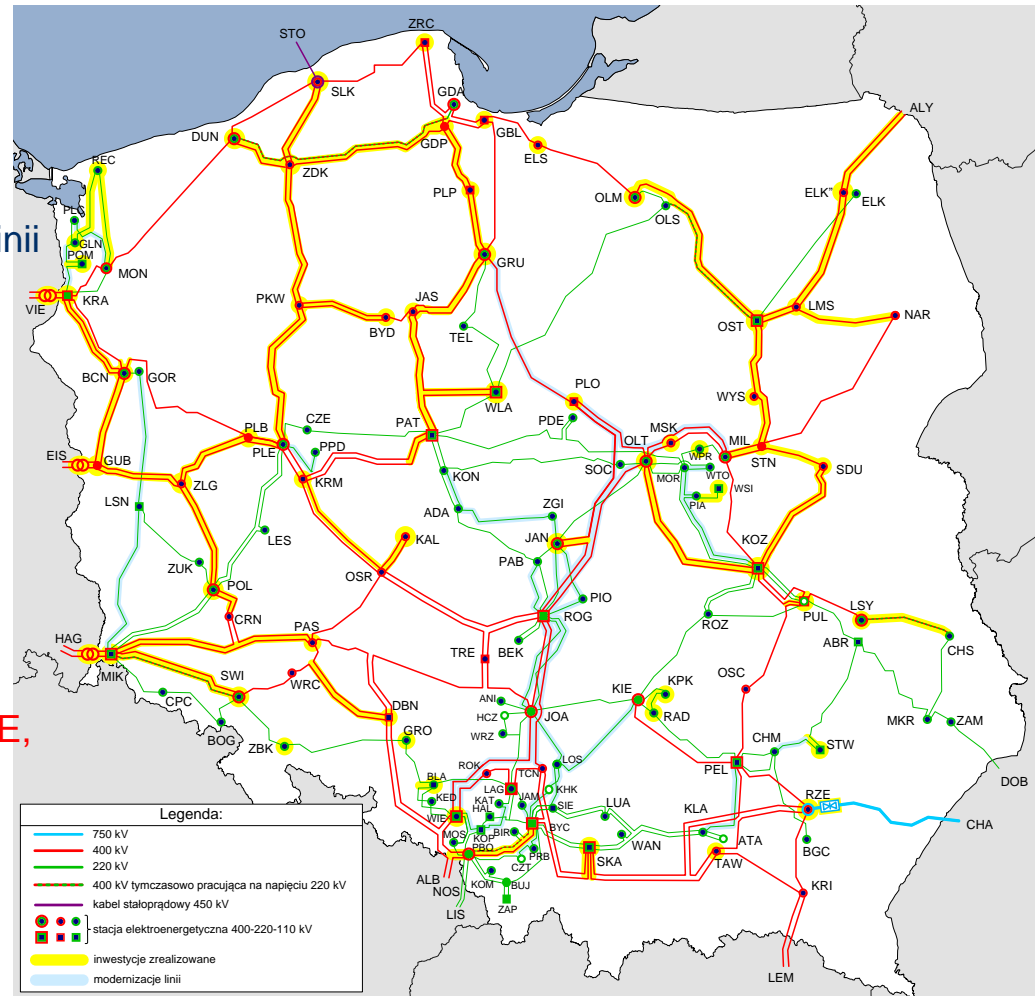 STO
ZRC
SLK
GDA
ALY
DUN
GDP
GBL
ELS
REC
ZDK
PLP
OLM
OLS
ELK"
ELK
GLN
POM
inii
MON
GRU
VIE
KRA
PKW
BYD
JAS
TEL
OST
LMS
NAR
BCN
GOR
WLA
PLO
WYS
PLB
CZE
PAT
PDE
MSK
OLT
MIL
EIS
GUB
PLE
PPD
SOC
WPR
STN
MOR
WTO
SDU
ZLG
KRM
KON
WSI
LSN
ADA
ZGI
PIA
LES
KAL
JAN
KOZ
ZUK
OSR
PAB
POL
PIO
PUL
CRN
ROG
ROZ
LSY
HAG
PAS
BEK
ABR
CHS
MIK
TRE
SWI
WRC
OSC
CPC
DBN
ANI
KIE
KPK
HCZ
JOA
RAD
MKR
ZAM
E,
BOG
ZBK
GRO
WRZ
CHM
STW
ROK
TCN
LOS
PEL
DOB
BLA
LAG
KHK
RZE
KED
KAT
JAM
SIE
LUA
KLA
CHA
WIE
HAL
BYC
MOS
KOP
BIR
WAN
ATA
BGC
PBO
PRB
SKA
TAW
CZT
ALB
NOS
KOM
BUJ
KRI
LIS
ZAP
LEM
Legenda:
750 kV
400 kV
220 kV
400 kV tymczasowo pracująca na napięciu 220 kV
kabel stałoprądowy 450 kV
stacja elektroenergetyczna 400-220-110 kV
inwestycje zrealizowane
modernizacje linii